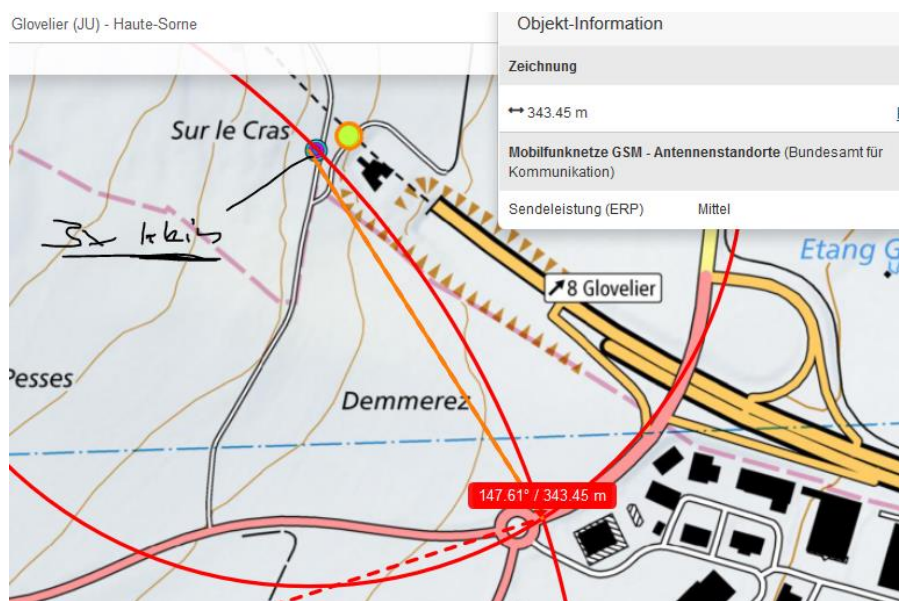 Glovelier (JU) - Haute-Sorne
Objekt-Information
Zeichnung
↔ 343.45 m
Mobilfunknetze GSM - Antennenstandorte (Bundesamt für
Kommunikation)
Sendeleistung (ERP) Mittel
Sur le Cras
3x
Etang G
8 Glovelier
Pesses
Demmerez
147.61° / 343.45 m